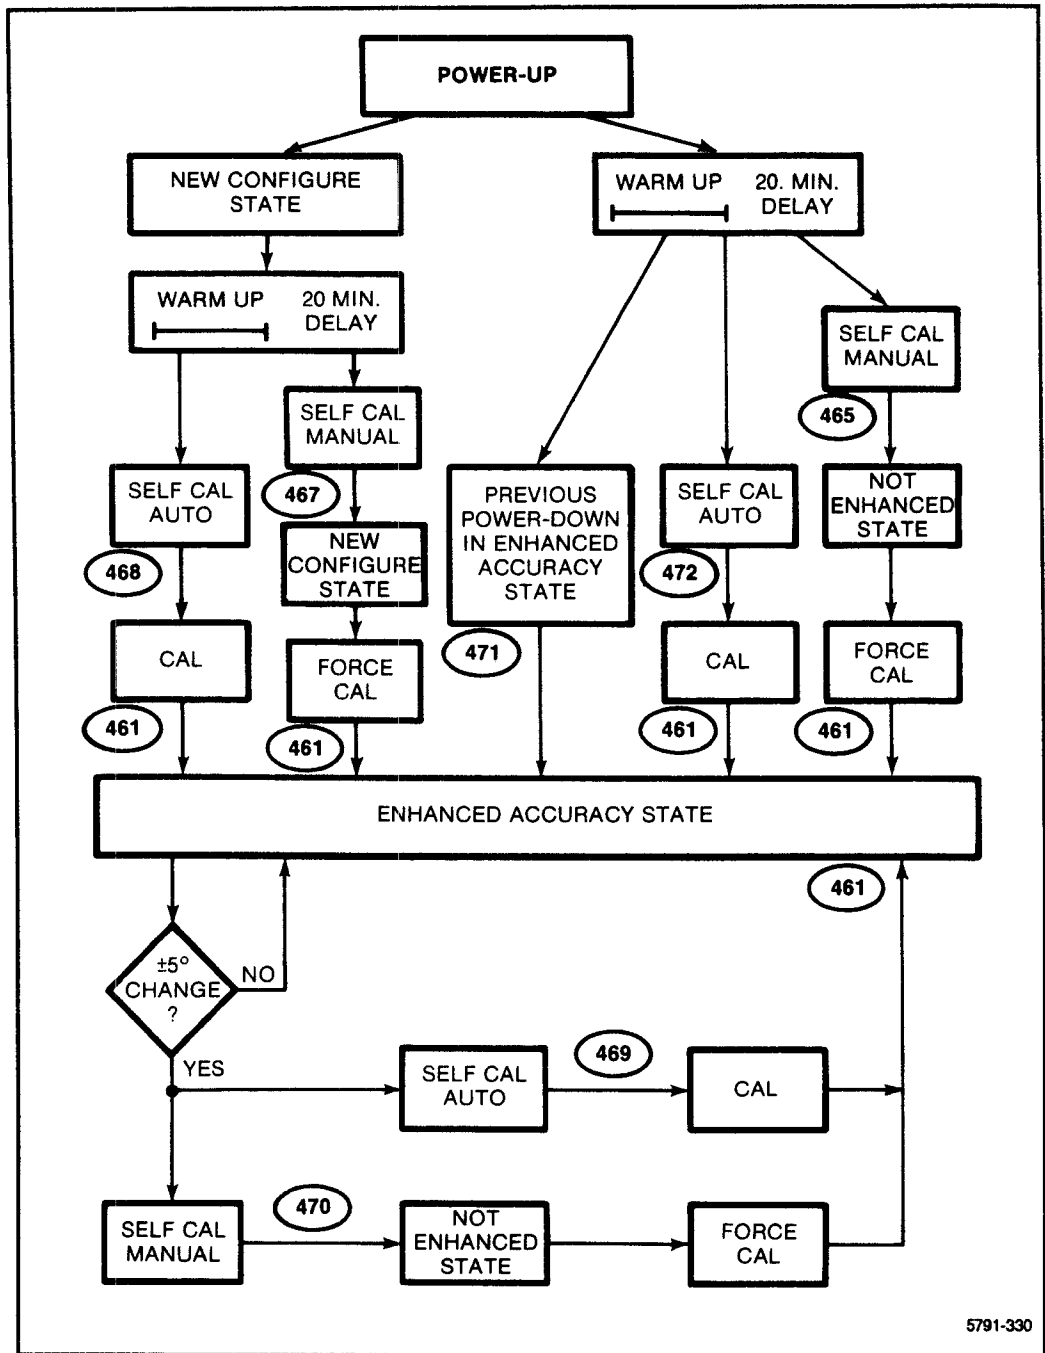 POWER-UP
NEW CONFIGURE
STATE
WARM UP
20. MIN.
DELAY
WARM UP
20 MIN.
DELAY
SELF CAL
MANUAL
465
SELF CAL
MANUAL
467
SELF CAL
AUTO
468
NEW
CONFIGURE
STATE
PREVIOUS
POWER-DOWN
IN ENHANCED
ACCURACY
STATE
471
SELF CAL
AUTO
472
NOT
ENHANCED
STATE
CAL
461
FORCE
CAL
461
CAL
461
FORCE
CAL
461
ENHANCED ACCURACY STATE
461
±5°
CHANGE
?
NO
YES
SELF CAL
AUTO
469
CAL
SELF CAL
MANUAL
470
NOT
ENHANCED
STATE
FORCE
CAL
5791-330